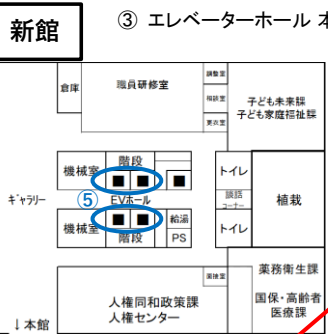 新館
③ エレベーターホール 本
倉庫
職員研修室
調整室
相談室
更衣室
子ども未来課
子ども家庭福祉課
機械室
階段
トイレ
ギャラリー
⑤
EVホール
談話
コーナー
植栽
機械室
階段
給湯
PS
トイレ
面接室
薬務衛生課
人権同和政策課
人権センター
国保・高齢者
医療課
↓本館